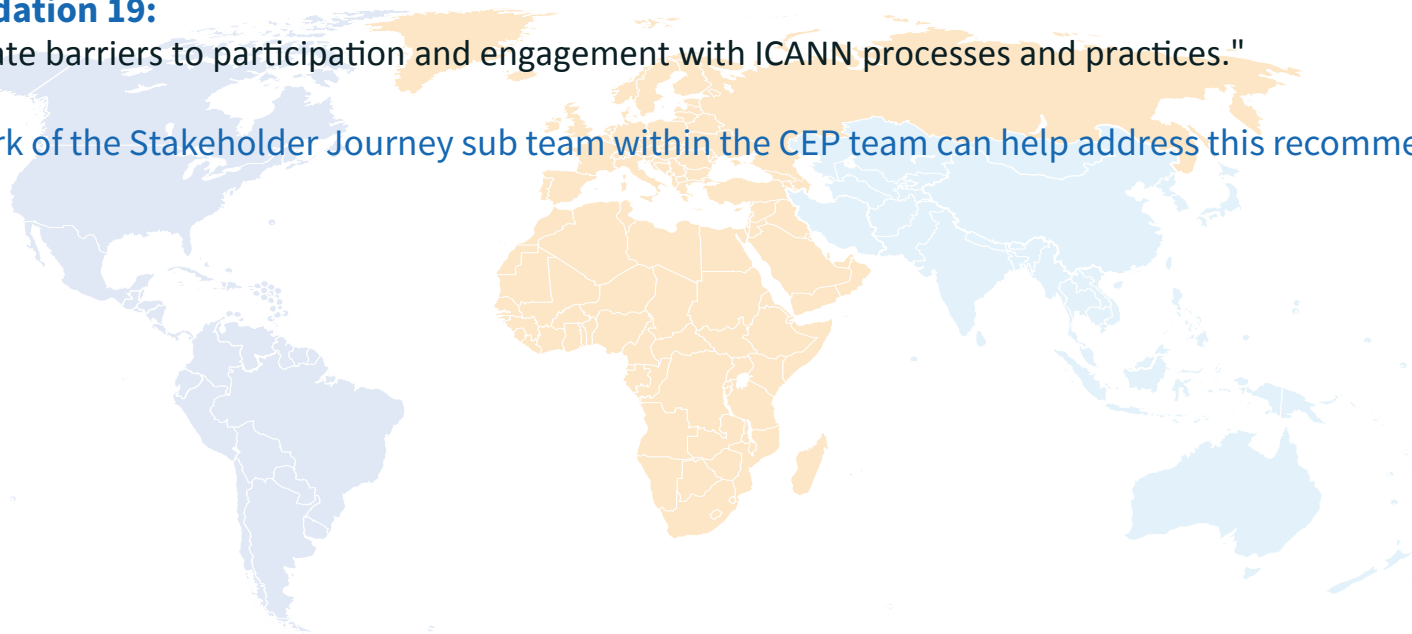 dation 19:
ate barriers to participation and engagement with ICANN processes and practices."
rk of the Stakeholder Journey sub team within the CEP team can help address this recomme